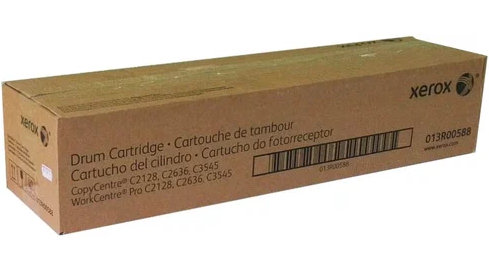 xerox
013R00588
www.xerox.com
Drum Cartridge • Cartouche de tambour
Cartucho del cilindro • Cartucho do fotorreceptor
CopyCentre® C2128, C2636, C3545
WorkCentre® Pro C2128, C2636, C3545
013R00588
xerox